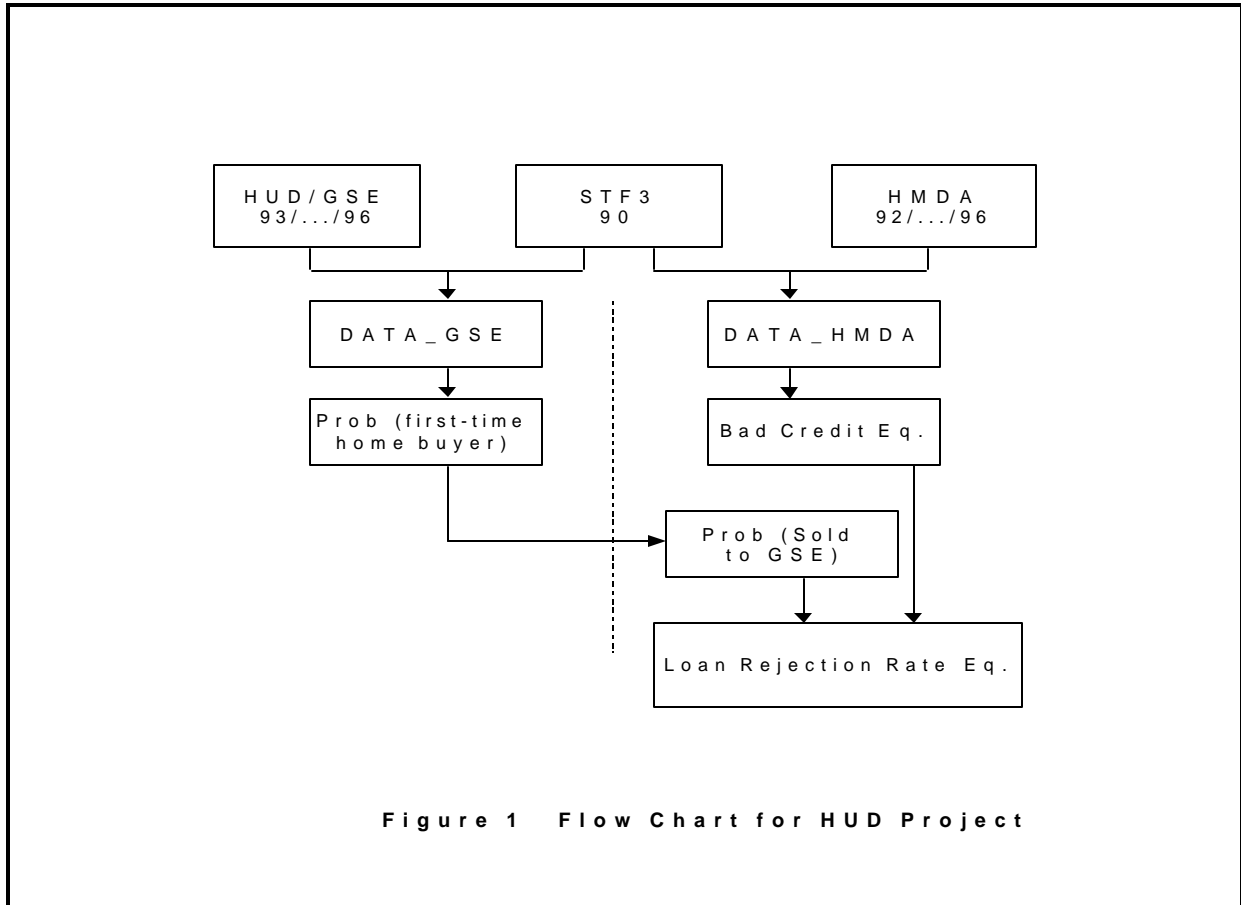 HUD/GSE
93/.../96
STF3
90
HMDA
92/.../96
DATA_GSE
DATA_HMDA
Prob (first-time
home buyer)
Bad Credit Eq.
Prob (Sold
to GSE)
Loan Rejection Rate Eq.
Figure 1 Flow Chart for HUD Project